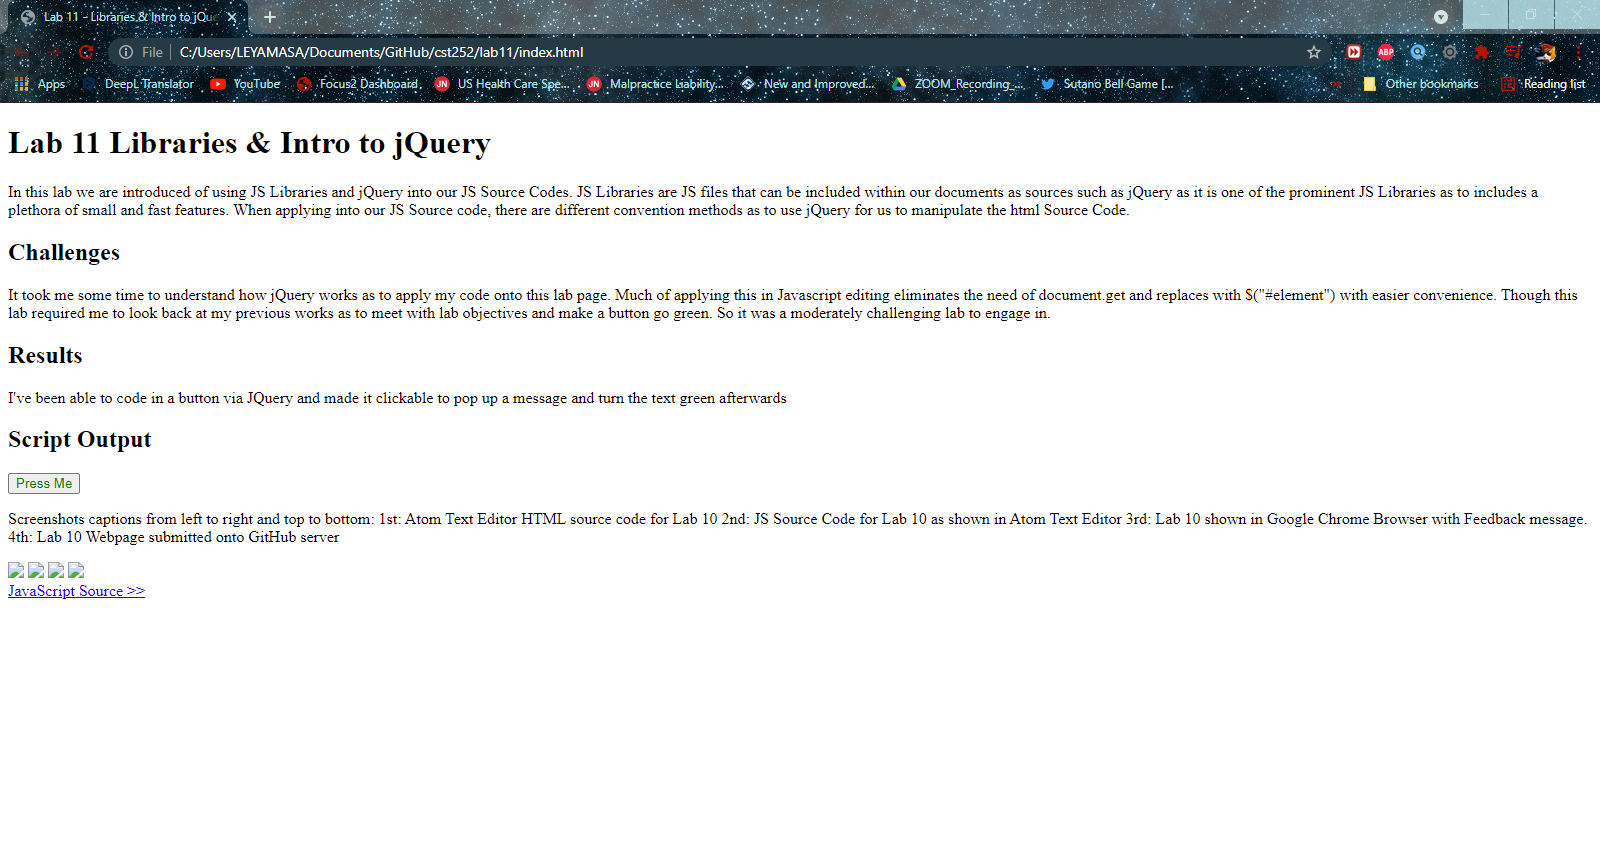 Lab 11 - Libraries & Intro to jQue
File
C:/Users/LEYAMASA/Documents/GitHub/cst252/lab11/index.html
ABP
Apps
DeepL Translator
YouTube
Focus2 Dashboard
JN
US Health Care Spe...
JN
Malpractice Liability...
New and Improved...
ZOOM_Recording_...
Sutano Bell Game [...
Other bookmarks
Reading list
Lab 11 Libraries & Intro to jQuery
In this lab we are introduced of using JS Libraries and jQuery into our JS Source Codes. JS Libraries are JS files that can be included within our documents as sources such as jQuery as it is one of the prominent JS Libraries as to includes a
plethora of small and fast features. When applying into our JS Source code, there are different convention methods as to use jQuery for us to manipulate the html Source Code.
Challenges
It took me some time to understand how jQuery works as to apply my code onto this lab page. Much of applying this in Javascript editing eliminates the need of document.get and replaces with $("#element") with easier convenience. Though this
lab required me to look back at my previous works as to meet with lab objectives and make a button go green. So it was a moderately challenging lab to engage in.
Results
I've been able to code in a button via JQuery and made it clickable to pop up a message and turn the text green afterwards
Script Output
Press Me
Screenshots captions from left to right and top to bottom: 1st: Atom Text Editor HTML source code for Lab 10 2nd: JS Source Code for Lab 10 as shown in Atom Text Editor 3rd: Lab 10 shown in Google Chrome Browser with Feedback message.
4th: Lab 10 Webpage submitted onto GitHub server
JavaScript Source >>